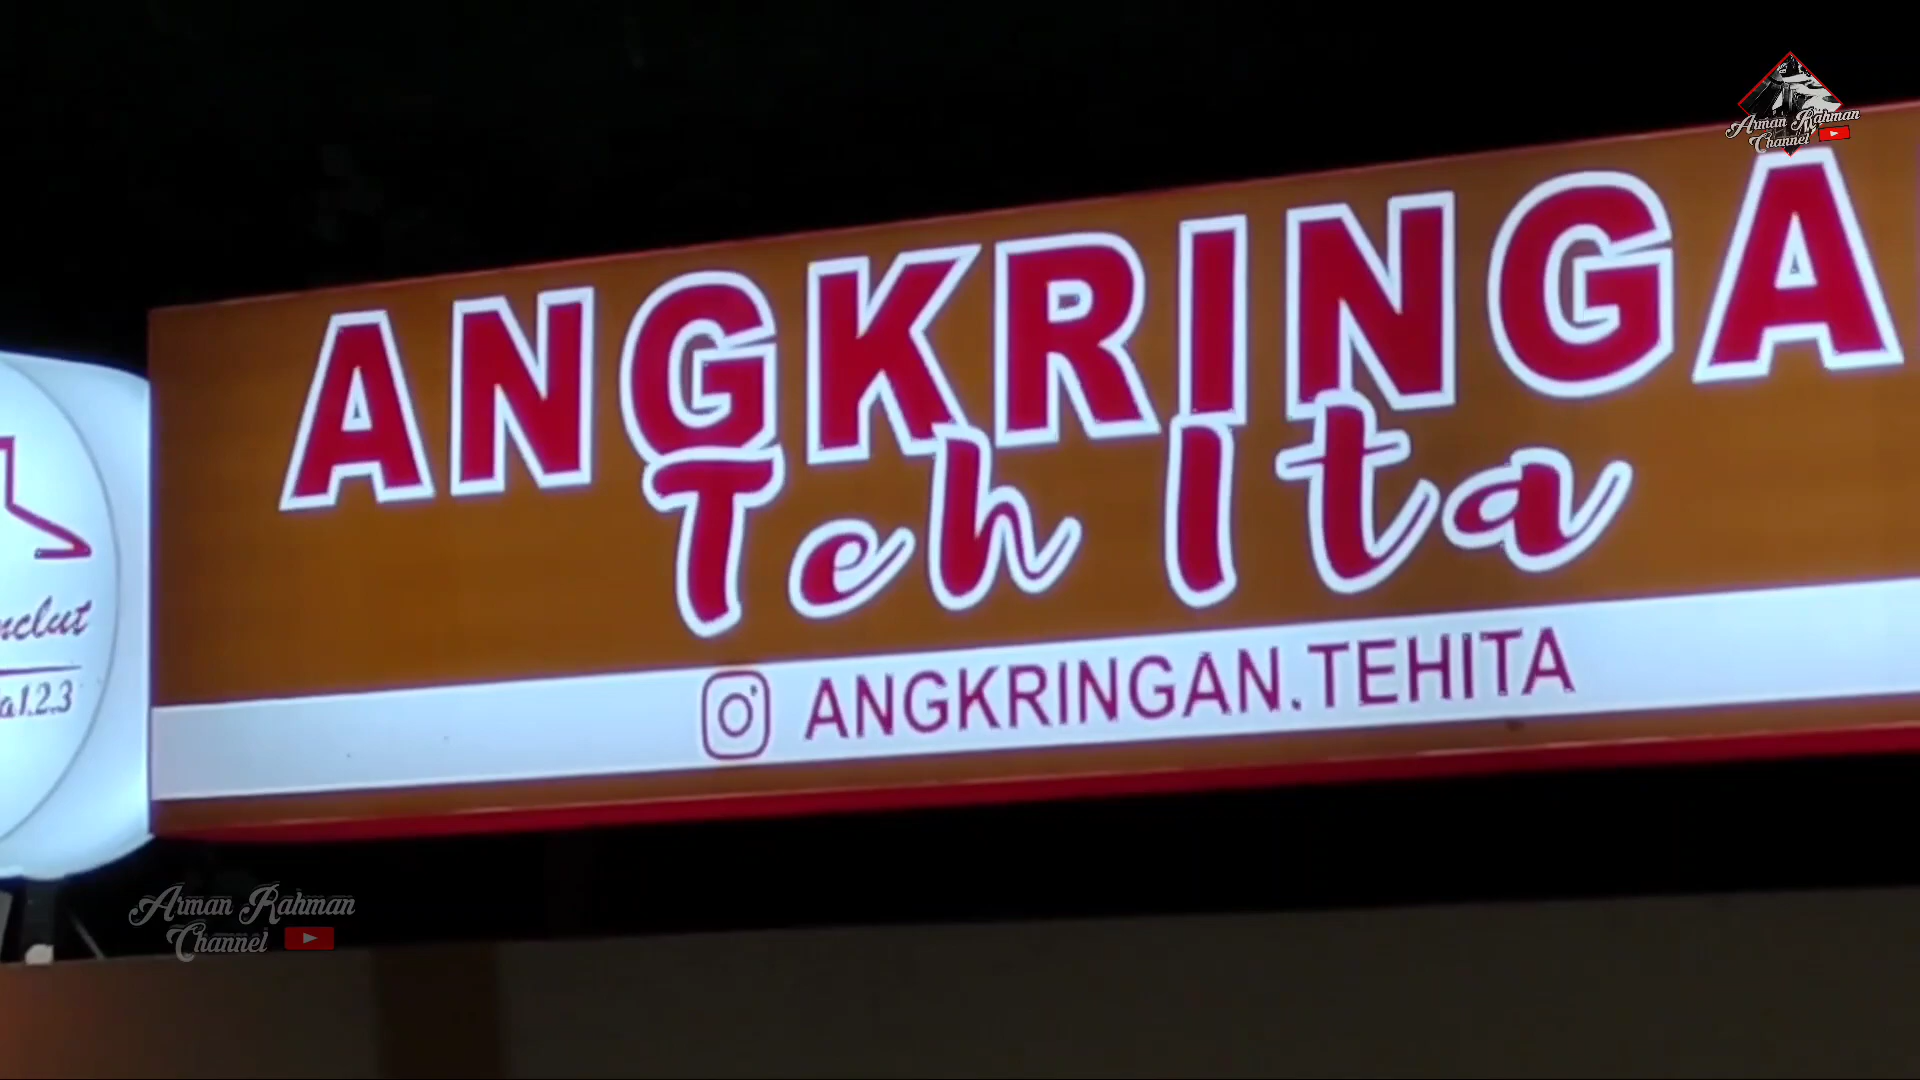 Arman Rahman
Channel
ANGKRINGA
Teh Ita
ANGKRINGAN.TEHITA
nclut
a1.2.3
Arman Rahman
Channel